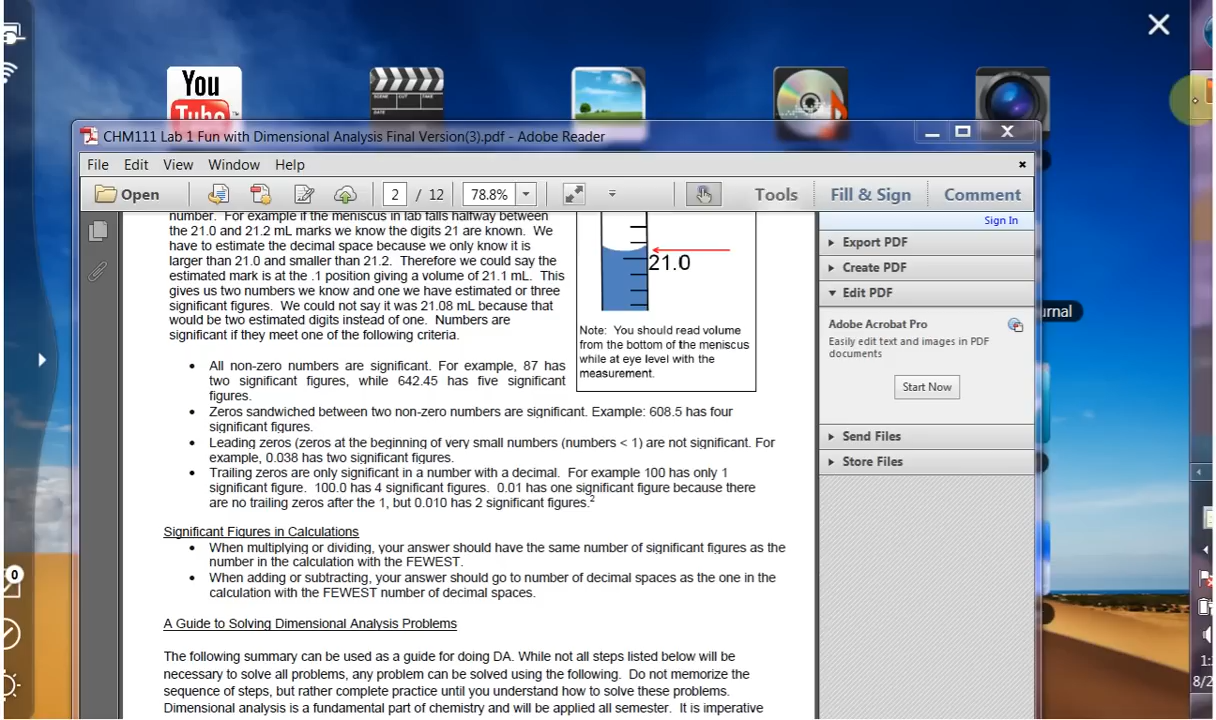 You
Tube
CHM111 Lab 1 Fun with Dimensional Analysis Final Version(3).pdf - Adobe Reader
File Edit View Window Help
Open 2 / 12 78.8% Tools Fill & Sign Comment
Sign In
number. For example if the meniscus in lab falls halfway between
the 21.0 and 21.2 mL marks we know the digits 21 are known. We
have to estimate the decimal space because we only know it is
larger than 21.0 and smaller than 21.2. Therefore we could say the
estimated mark is at the .1 position giving a volume of 21.1 mL. This
gives us two numbers we know and one we have estimated or three
significant figures. We could not say it was 21.08 mL because that
would be two estimated digits instead of one. Numbers are
significant if they meet one of the following criteria.
21.0
Note: You should read volume
from the bottom of the meniscus
while at eye level with the
measurement.
• All non-zero numbers are significant. For example, 87 has
two significant figures, while 642.45 has five significant
figures.
• Zeros sandwiched between two non-zero numbers are significant. Example: 608.5 has four
significant figures.
• Leading zeros (zeros at the beginning of very small numbers (numbers < 1) are not significant. For
example, 0.038 has two significant figures.
• Trailing zeros are only significant in a number with a decimal. For example 100 has only 1
significant figure. 100.0 has 4 significant figures. 0.01 has one significant figure because there
are no trailing zeros after the 1, but 0.010 has 2 significant figures.2
Significant Figures in Calculations
• When multiplying or dividing, your answer should have the same number of significant figures as the
number in the calculation with the FEWEST.
• When adding or subtracting, your answer should go to number of decimal spaces as the one in the
calculation with the FEWEST number of decimal spaces.
A Guide to Solving Dimensional Analysis Problems
The following summary can be used as a guide for doing DA. While not all steps listed below will be
necessary to solve all problems, any problem can be solved using the following. Do not memorize the
sequence of steps, but rather complete practice until you understand how to solve these problems.
Dimensional analysis is a fundamental part of chemistry and will be applied all semester. It is imperative
Export PDF
Create PDF
Edit PDF
Adobe Acrobat Pro
Easily edit text and images in PDF
documents
Start Now
Send Files
Store Files
urnal
0
1:
8/2